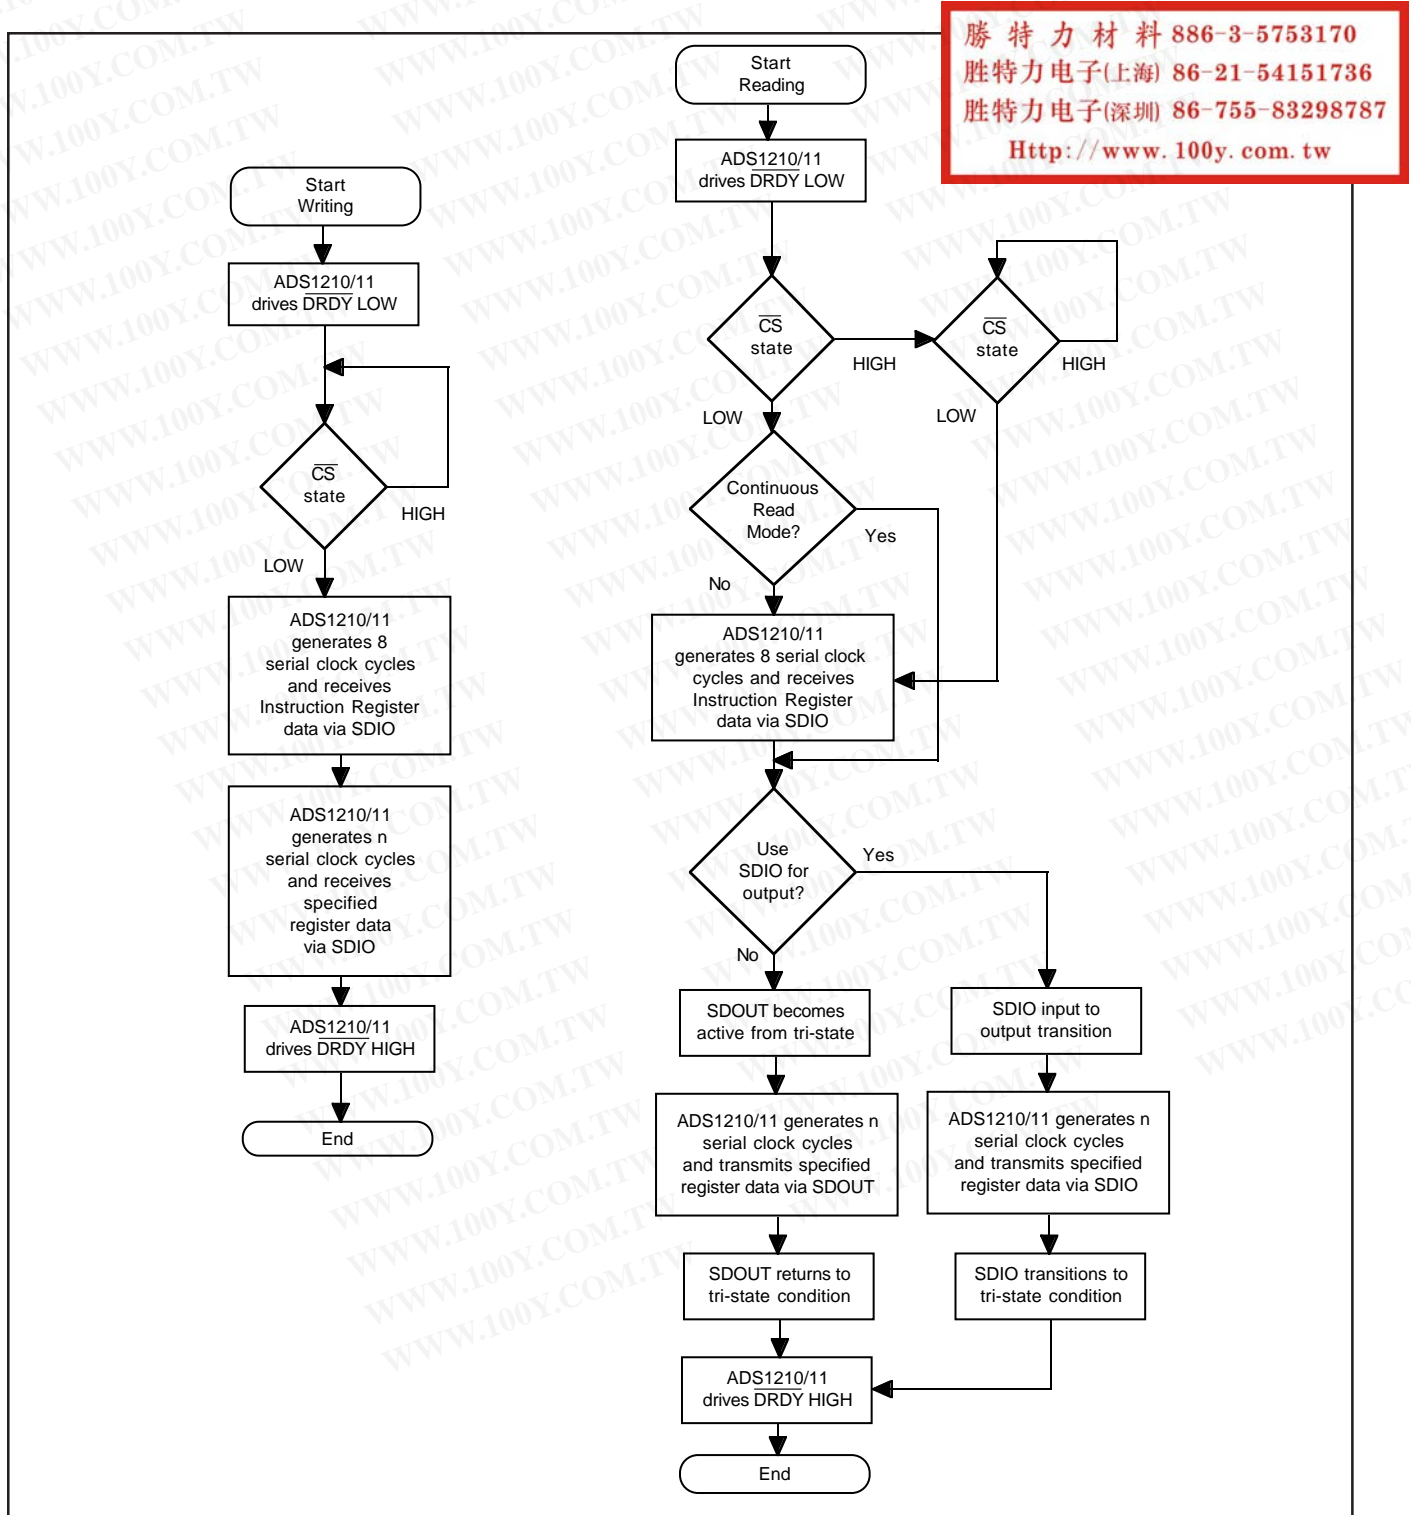 勝特力材料 886-3-5753170
胜特力电子(上海) 86-21-54151736
胜特力电子(深圳) 86-755-83298787
Http://www.100y.com.tw
Start
Writing
ADS1210/11
drives DRDY LOW
CS
state
HIGH
LOW
ADS1210/11
generates 8
serial clock cycles
and receives
Instruction Register
data via SDIO
ADS1210/11
generates n
serial clock cycles
and receives
specified
register data
via SDIO
ADS1210/11
drives DRDY HIGH
End
Start
Reading
ADS1210/11
drives DRDY LOW
CS
state
HIGH
LOW
CS
state
HIGH
LOW
Continuous
Read
Mode?
Yes
No
ADS1210/11
generates 8 serial clock
cycles and receives
Instruction Register
data via SDIO
Use
SDIO for
output?
Yes
No
SDOUT becomes
active from tri-state
SDIO input to
output transition
ADS1210/11 generates n
serial clock cycles
and transmits specified
register data via SDOUT
ADS1210/11 generates n
serial clock cycles
and transmits specified
register data via SDIO
SDOUT returns to
tri-state condition
SDIO transitions to
tri-state condition
ADS1210/11
drives DRDY HIGH
End
WWW.100Y.COM.TW